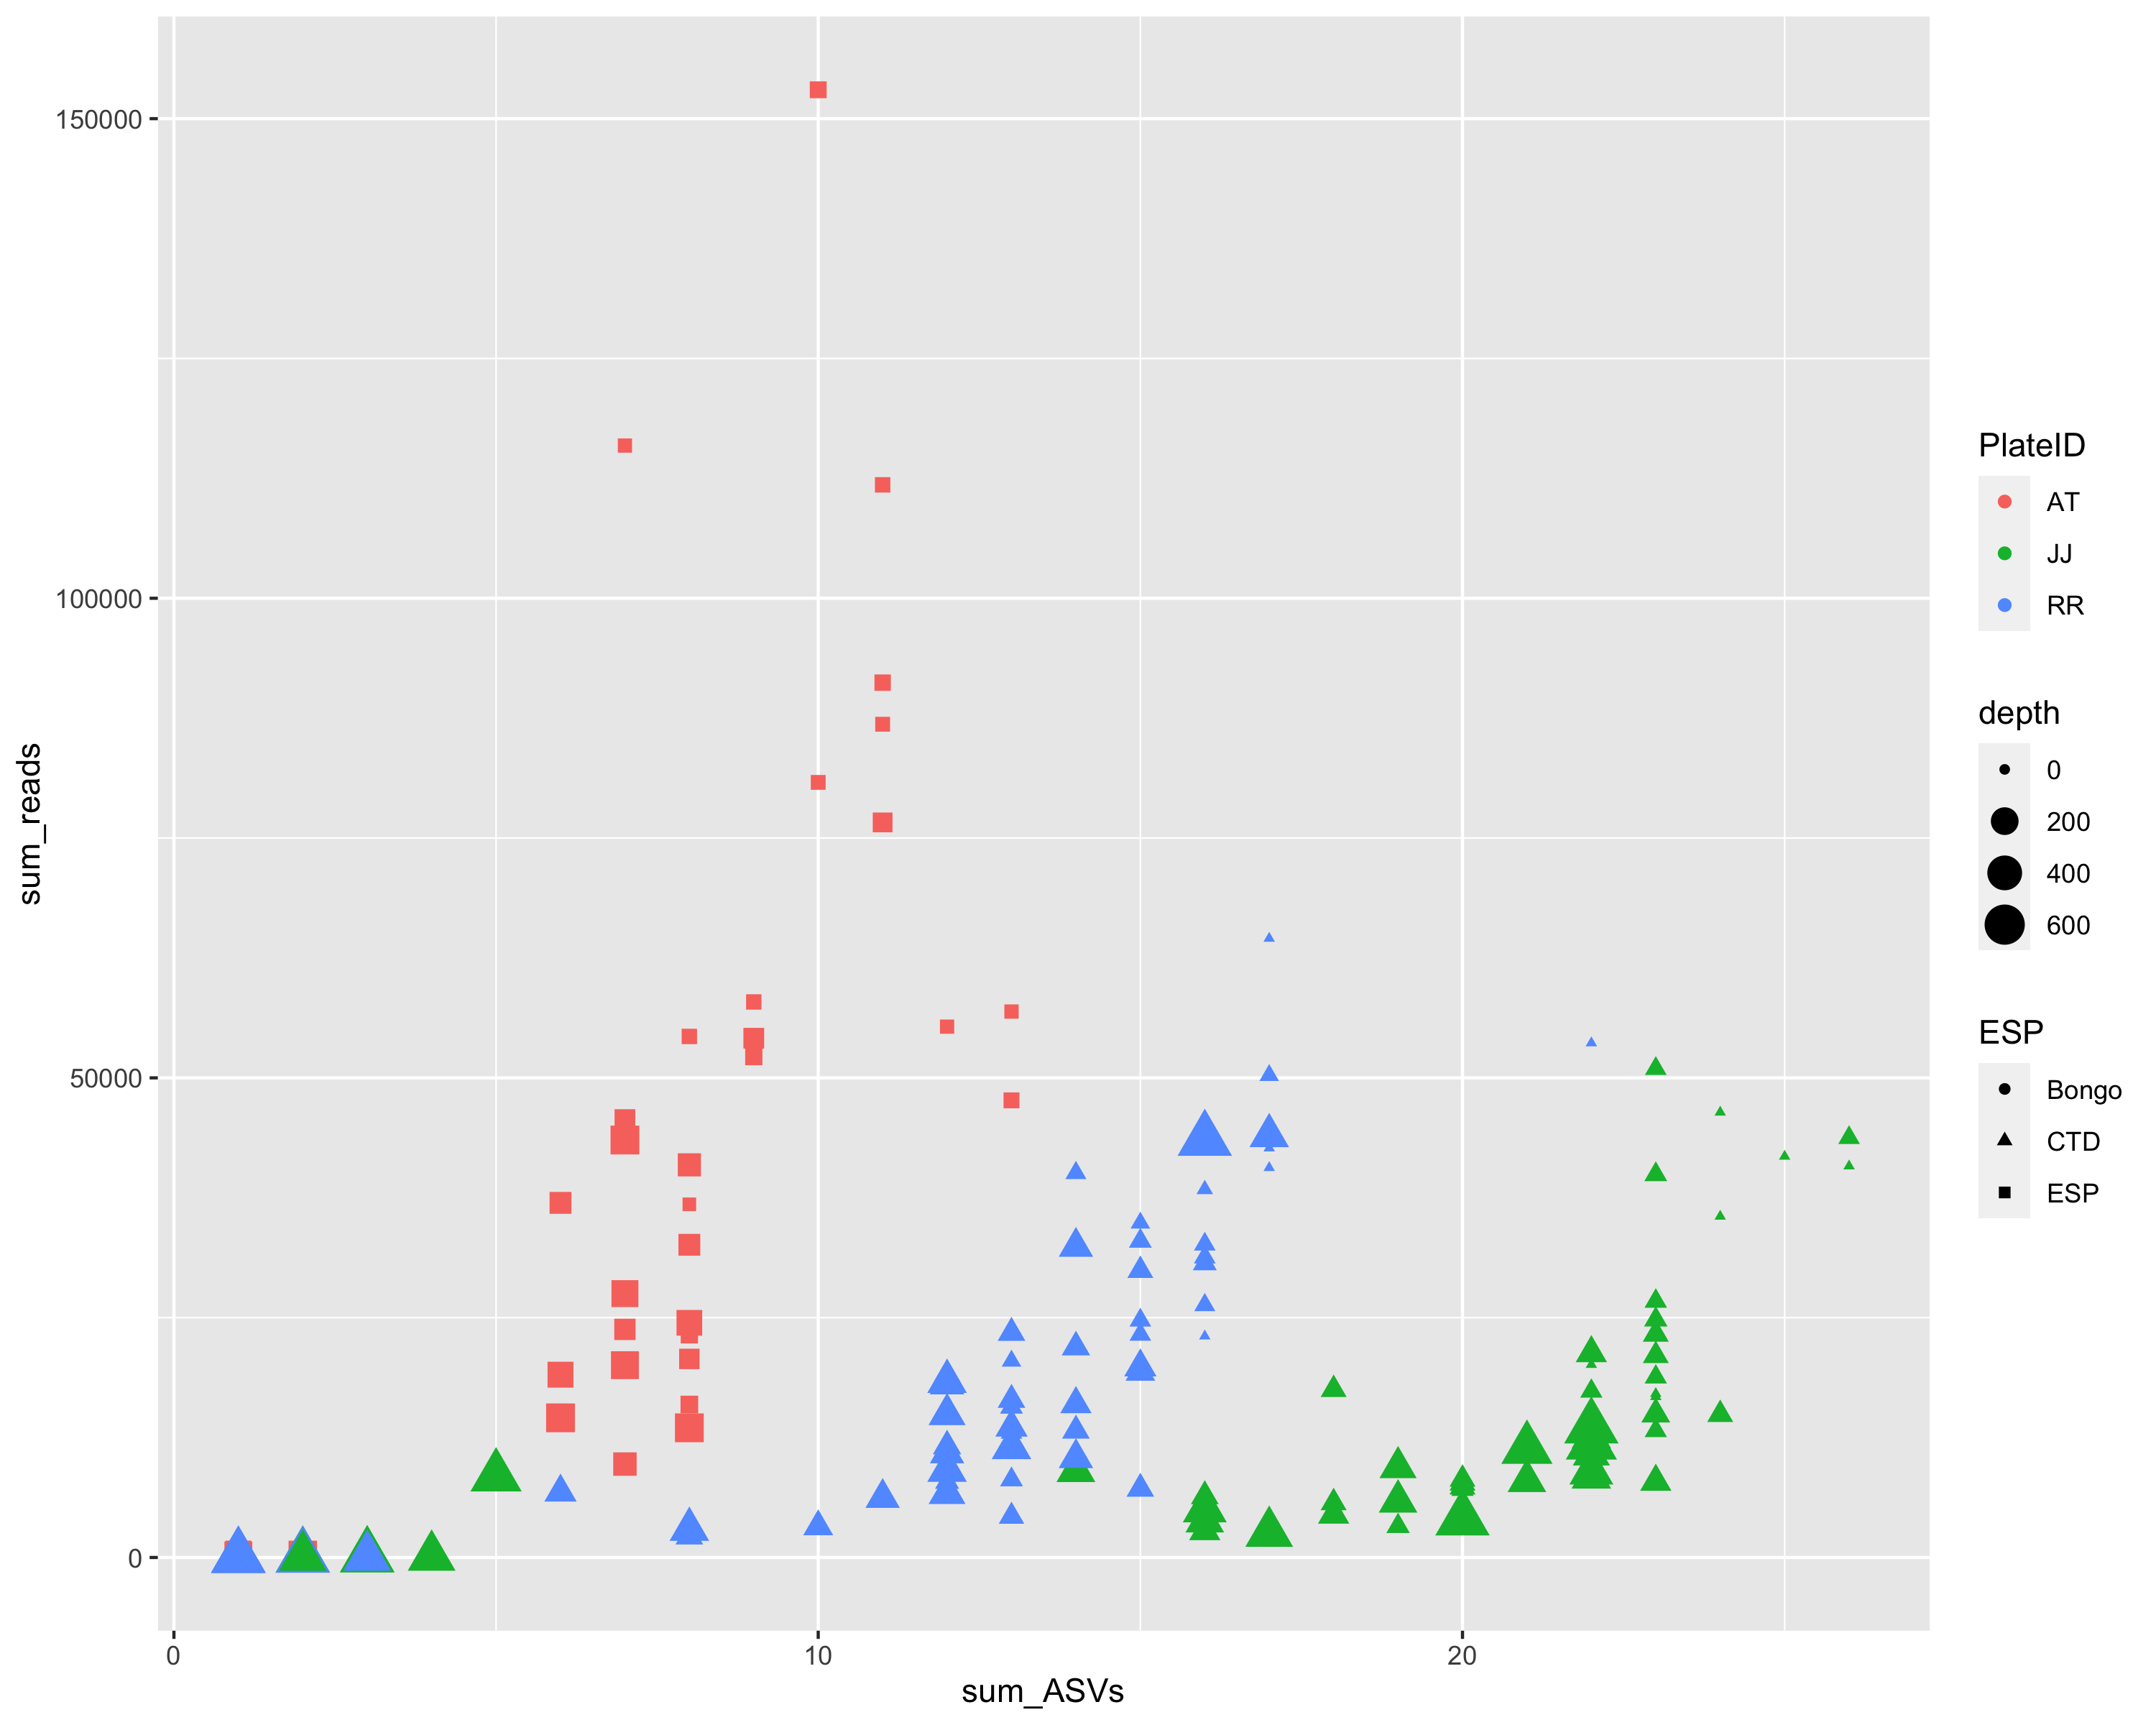 150000
100000
50000
0
sum_reads
0
10
20
sum_ASVs
PlateID
AT
JJ
RR
depth
0
200
400
600
ESP
Bongo
CTD
ESP